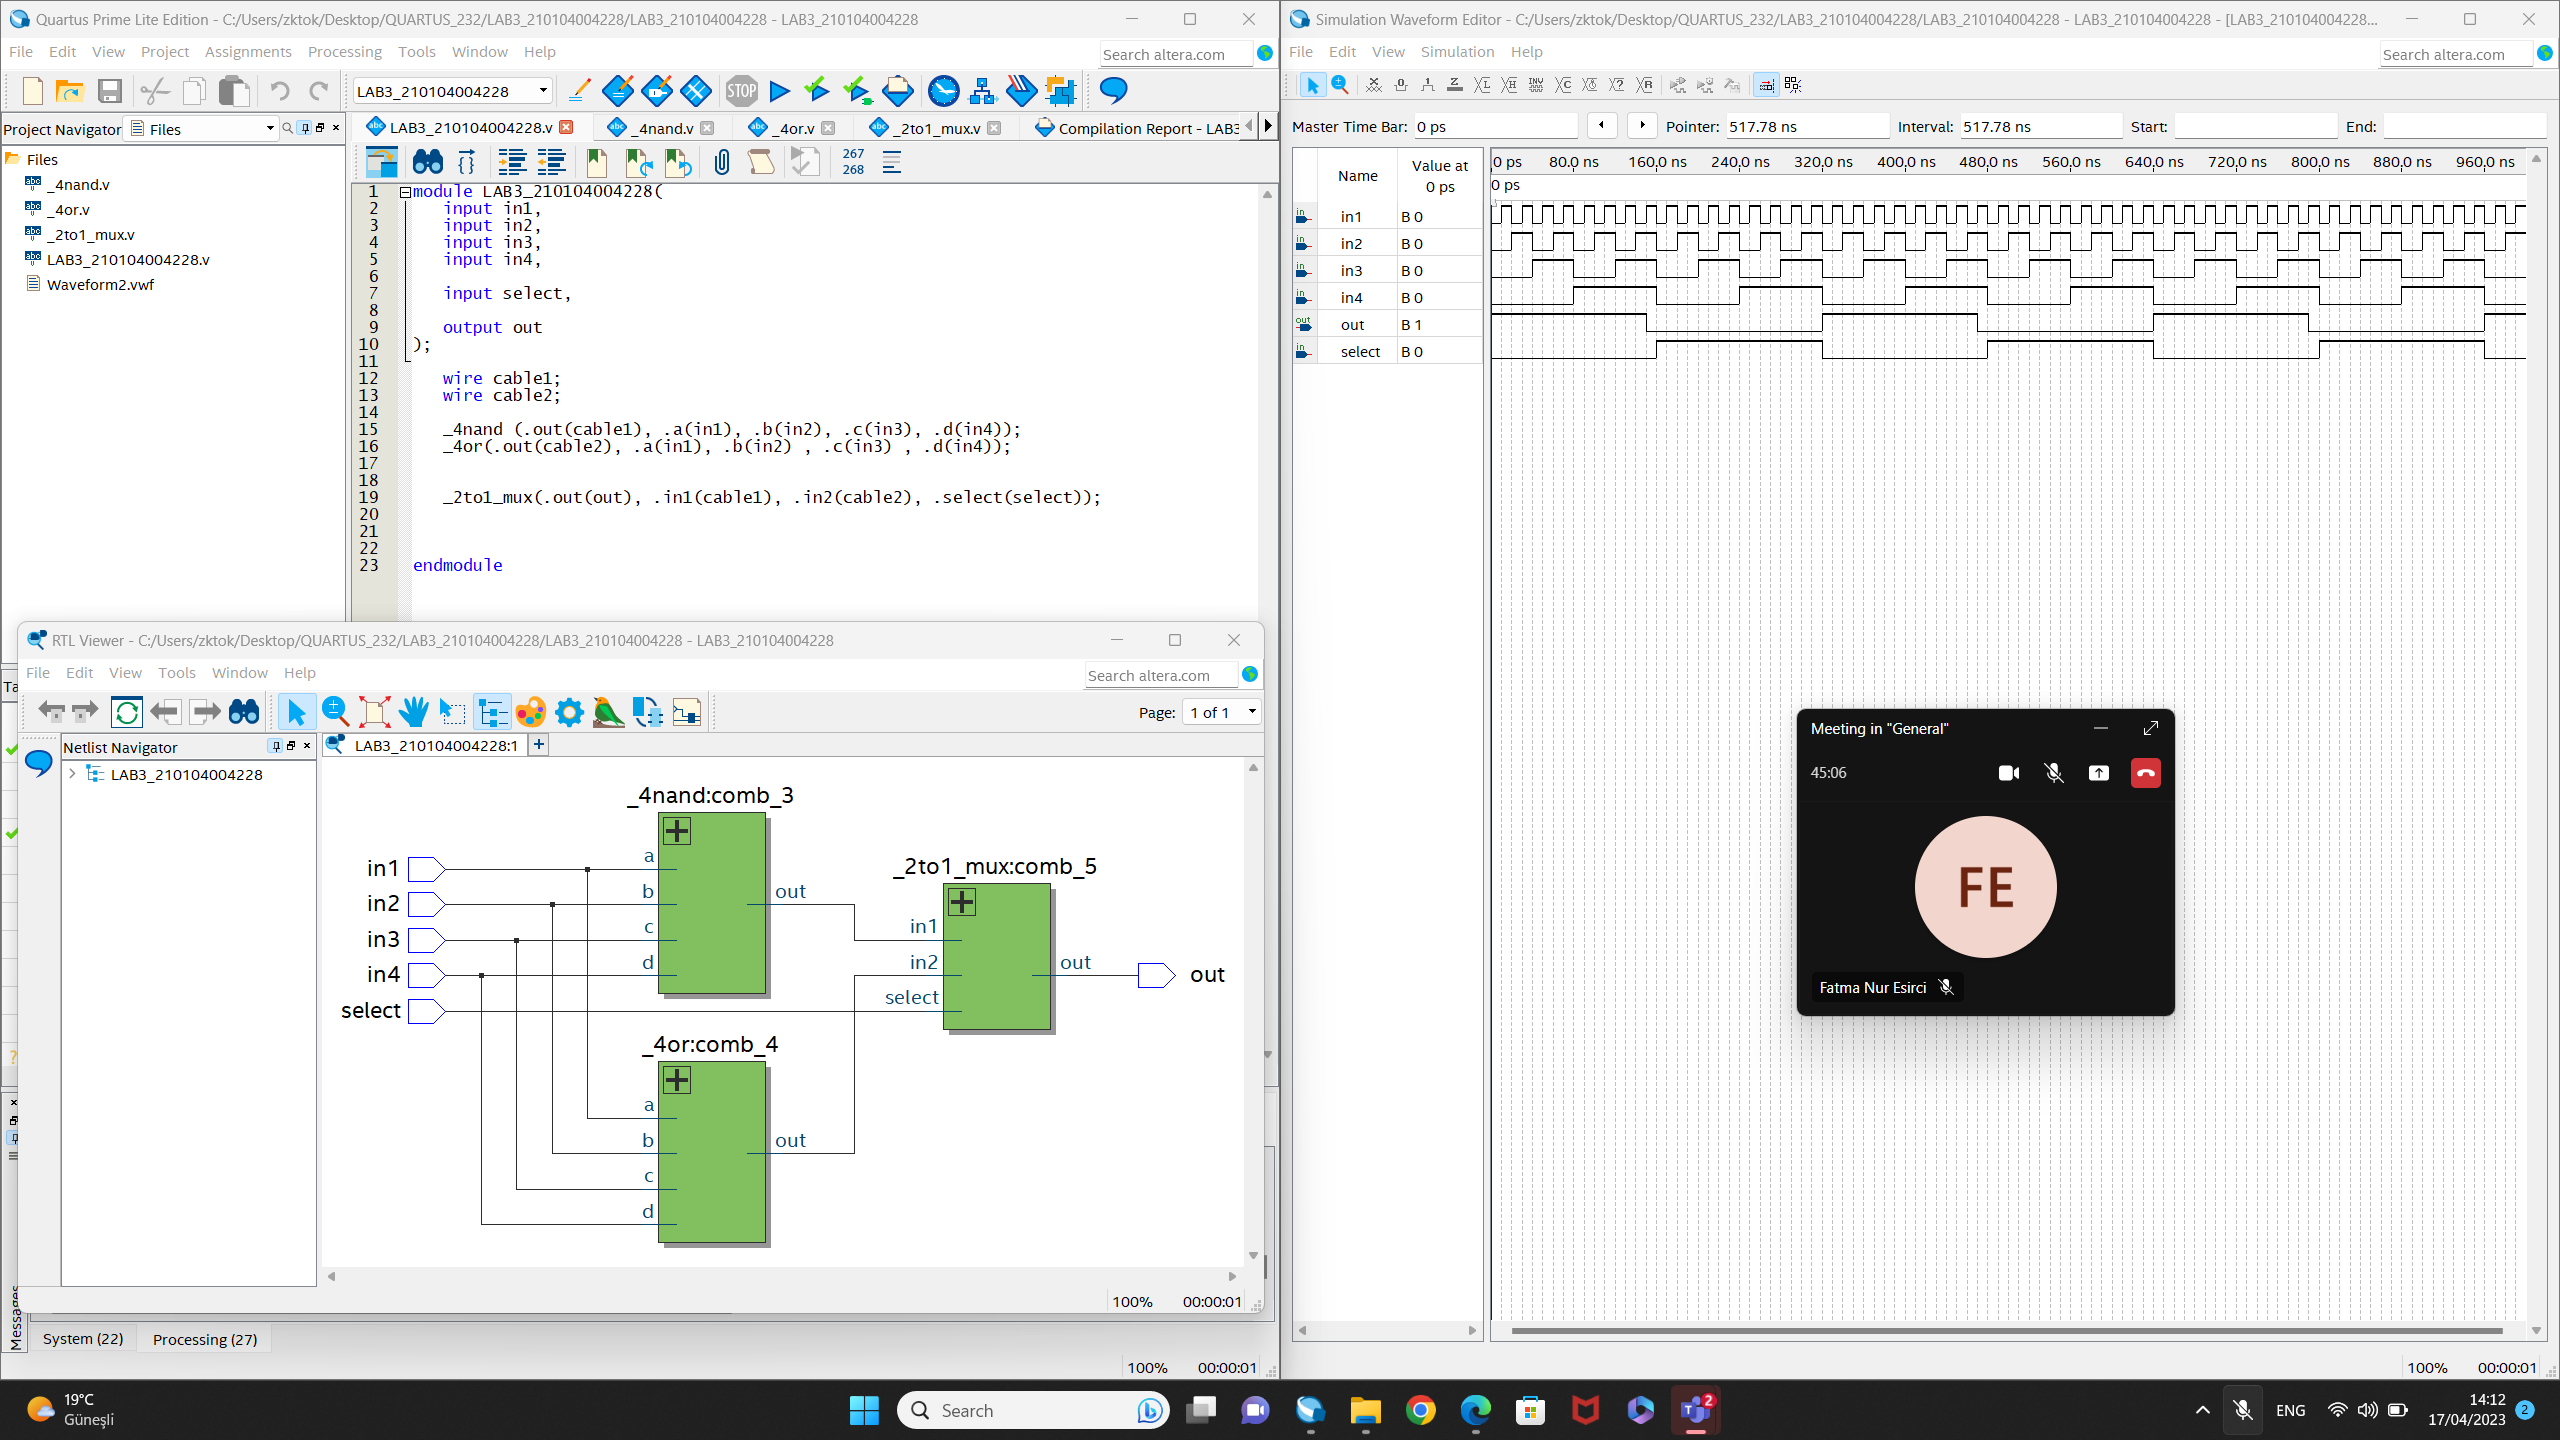 Quartus Prime Lite Edition - C:/Users/zktok/Desktop/QUARTUS_232/LAB3_210104004228/LAB3_210104004228 - LAB3_210104004228
File Edit View Project Assignments Processing Tools Window Help
Search altera.com
LAB3_210104004228
STOP
Project Navigator Files
Files
_4nand.v
_4or.v
_2to1_mux.v
LAB3_210104004228.v
Waveform2.vwf
LAB3_210104004228.v _4nand.v _4or.v _2to1_mux.v Compilation Report - LAB3
267
268
1 module LAB3_210104004228(
2 input in1,
3 input in2,
4 input in3,
5 input in4,
6
7 input select,
8
9 output out
10 );
11
12 wire cable1;
13 wire cable2;
14
15 _4nand (.out(cable1), .a(in1), .b(in2), .c(in3), .d(in4));
16 _4or(.out(cable2), .a(in1), .b(in2) , .c(in3) , .d(in4));
17
18
19 _2to1_mux(.out(out), .in1(cable1), .in2(cable2), .select(select));
20
21
22
23 endmodule
Ta
RTL Viewer - C:/Users/zktok/Desktop/QUARTUS_232/LAB3_210104004228/LAB3_210104004228 - LAB3_210104004228
File Edit View Tools Window Help
Search altera.com
Page: 1 of 1
Netlist Navigator
LAB3_210104004228
LAB3_210104004228:1
_4nand:comb_3
in1
in2
in3
in4
select
a
b
c
d
out
_2to1_mux:comb_5
in1
in2
select
out
out
_4or:comb_4
a
b
c
d
out
100% 00:00:01
Messages
System (22) Processing (27)
100% 00:00:01
Simulation Waveform Editor - C:/Users/zktok/Desktop/QUARTUS_232/LAB3_210104004228/LAB3_210104004228 - LAB3_210104004228 - [LAB3_210104004228...
File Edit View Simulation Help
Search altera.com
Master Time Bar: 0 ps Pointer: 517.78 ns Interval: 517.78 ns Start: End:
Name Value at 0 ps
0 ps 80.0 ns 160.0 ns 240.0 ns 320.0 ns 400.0 ns 480.0 ns 560.0 ns 640.0 ns 720.0 ns 800.0 ns 880.0 ns 960.0 ns
0 ps
in in1 B 0
in in2 B 0
in in3 B 0
in in4 B 0
out out B 1
in select B 0
Meeting in "General"
45:06
FE
Fatma Nur Esirci
100% 00:00:01
19°C
Güneşli
Search
2
ENG
14:12
17/04/2023
2